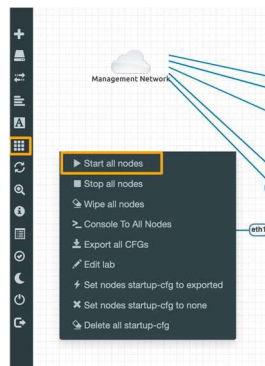 Management Network
Start all nodes
Stop all nodes
Wipe all nodes
Console To All Nodes
Export all CFGs
Edit lab
Set nodes startup-cfg to exported
Set nodes startup-cfg to none
Delete all startup-cfg
eth1